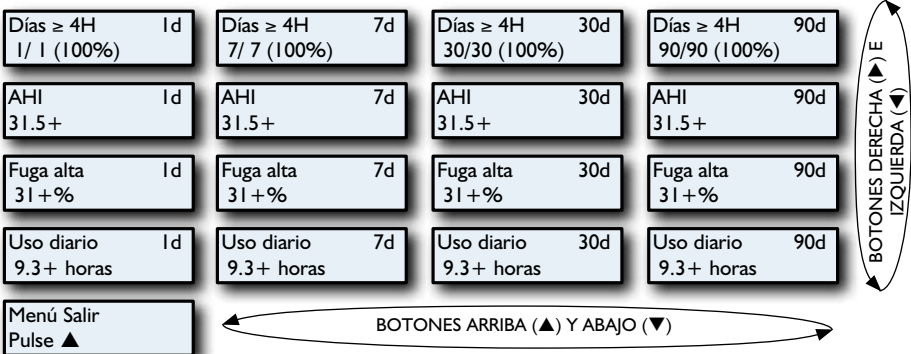 Días ≥ 4H 1d
1/ 1 (100%)
Días ≥ 4H 7d
7/ 7 (100%)
Días ≥ 4H 30d
30/30 (100%)
Días ≥ 4H 90d
90/90 (100%)
AHI 1d
31.5+
AHI 7d
31.5+
AHI 30d
31.5+
AHI 90d
31.5+
Fuga alta 1d
31+%
Fuga alta 7d
31+%
Fuga alta 30d
31+%
Fuga alta 90d
31+%
Uso diario 1d
9.3+ horas
Uso diario 7d
9.3+ horas
Uso diario 30d
9.3+ horas
Uso diario 90d
9.3+ horas
Menú Salir
Pulse ▲
BOTONES ARRIBA (▲) Y ABAJO (▼)
BOTONES DERECHA (▶) E
IZQUIERDA (◀)